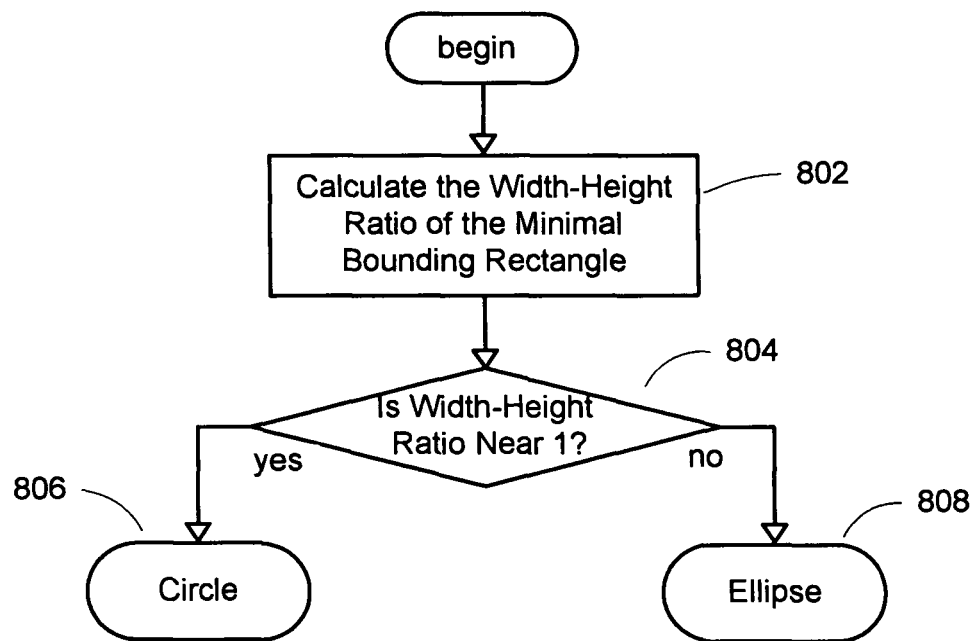 begin
Calculate the Width-Height
Ratio of the Minimal
Bounding Rectangle
802
804
Is Width-Height
Ratio Near 1?
yes
no
806
808
Circle
Ellipse